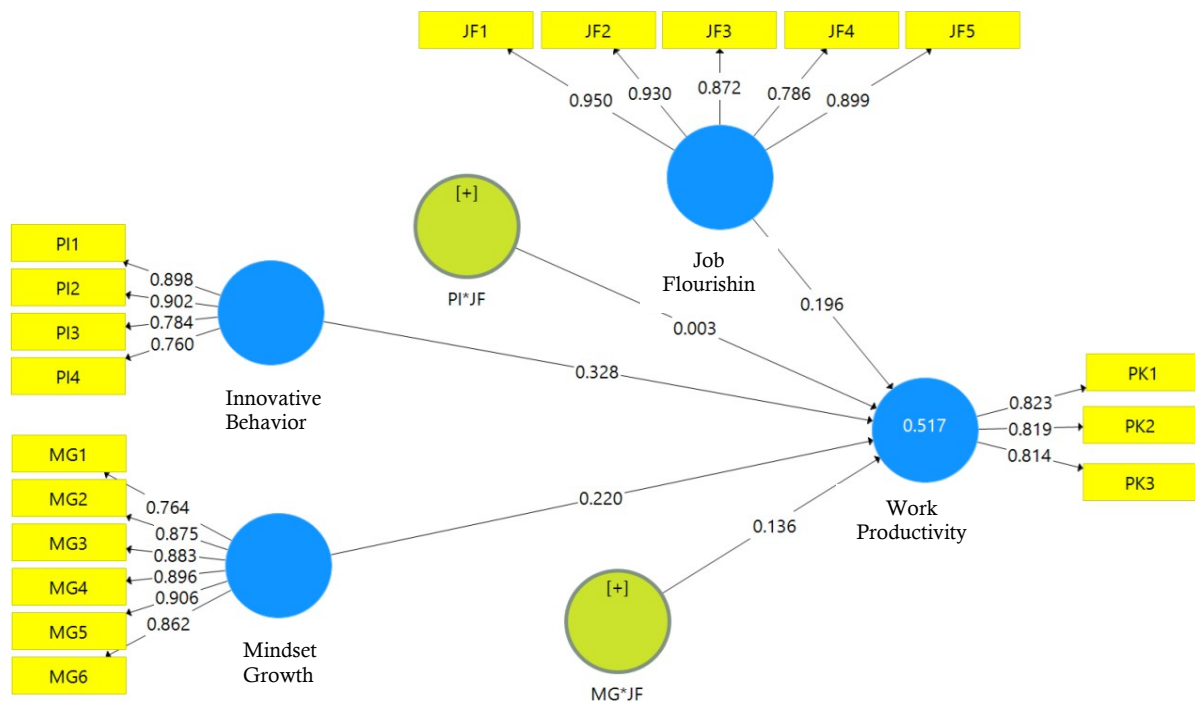 JF1
JF2
JF3
JF4
JF5
0.950
0.930
0.872
0.786
0.899
[+]
PI*JF
Job
Flourishin
0.196
0.003
PI1
PI2
PI3
PI4
0.898
0.902
0.784
0.760
Innovative
Behavior
0.328
0.517
Work
Productivity
PK1
PK2
PK3
0.823
0.819
0.814
MG1
MG2
MG3
MG4
MG5
MG6
0.764
0.875
0.883
0.896
0.906
0.862
Mindset
Growth
0.220
0.136
[+]
MG*JF